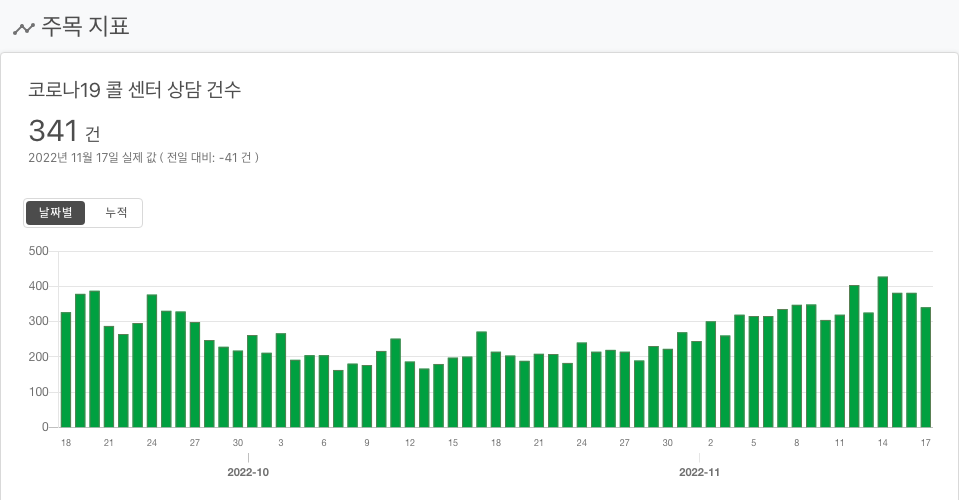 주목 지표
코로나19 콜 센터 상담 건수
341 건
2022년 11월 17일 실제 값 ( 전일 대비: -41 건 )
날짜별 누적
500
400
300
200
100
0
18 21 24 27 30 3 6 9 12 15 18 21 24 27 30 2 5 8 11 14 17
2022-10 2022-11